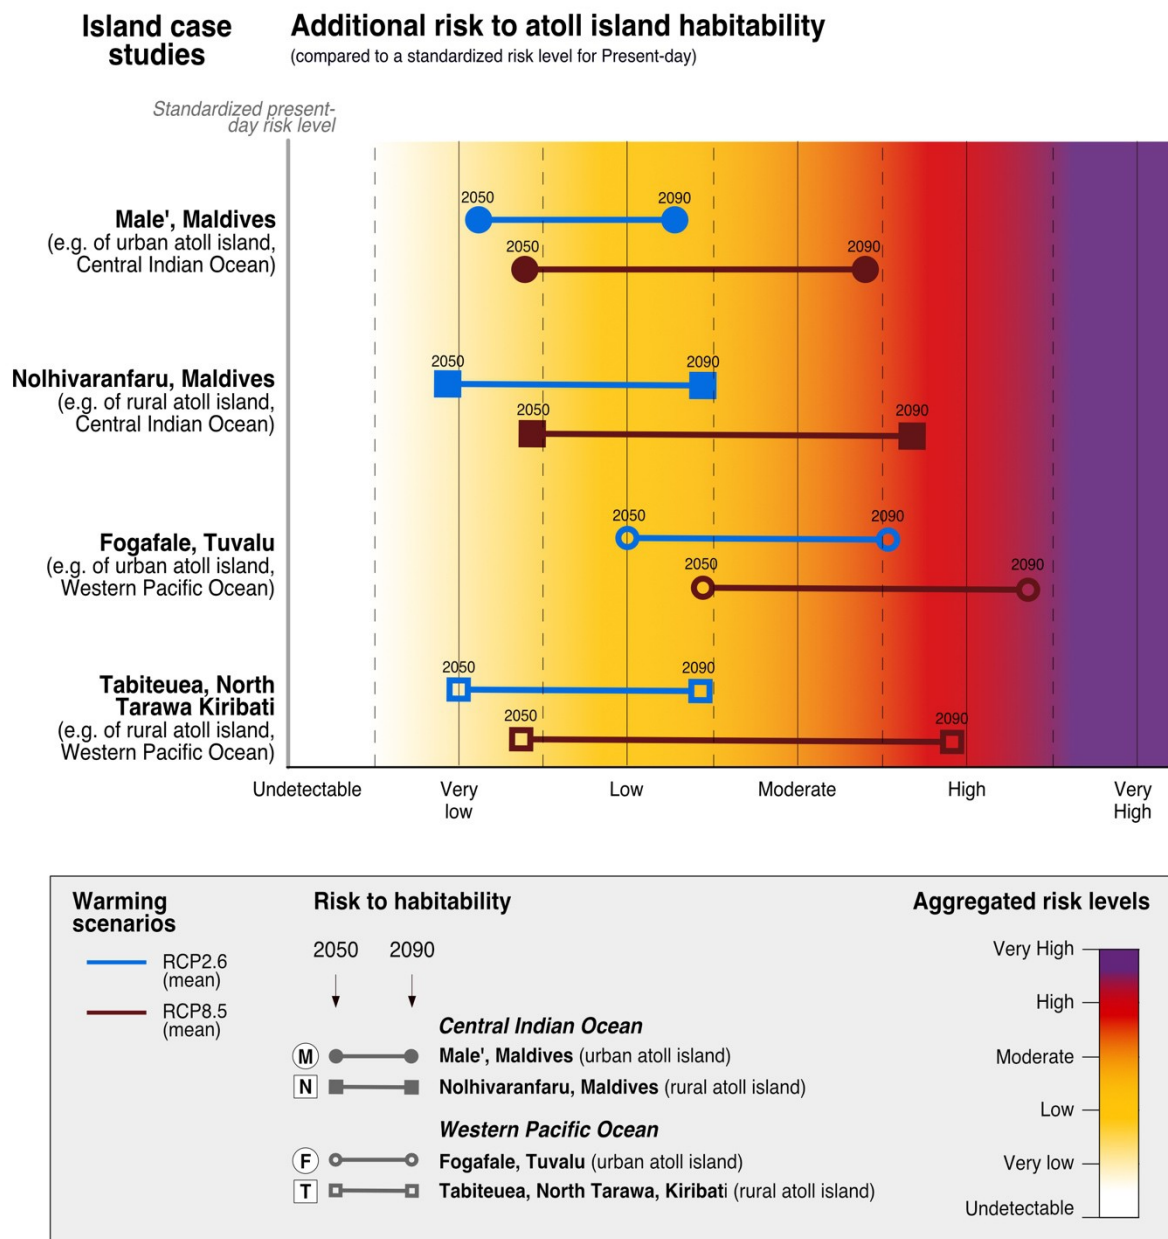 Island case
studies
Additional risk to atoll island habitability
(compared to a standardized risk level for Present-day)
Standardized present-
day risk level
2050
2090
Male', Maldives
(e.g. of urban atoll island,
Central Indian Ocean)
2050
2090
2050
2090
Nolhivaranfaru, Maldives
(e.g. of rural atoll island,
Central Indian Ocean)
2050
2090
2050
2090
Fogafale, Tuvalu
(e.g. of urban atoll island,
Western Pacific Ocean)
2050
2090
2050
2090
Tabiteuea, North
Tarawa Kiribati
(e.g. of rural atoll island,
Western Pacific Ocean)
2050
2090
Undetectable
Very
low
Low
Moderate
High
Very
High
Warming
scenarios
RCP2.6
(mean)
RCP8.5
(mean)
Risk to habitability
2050 2090
Central Indian Ocean
M Male', Maldives (urban atoll island)
N Nolhivaranfaru, Maldives (rural atoll island)
Western Pacific Ocean
F Fogafale, Tuvalu (urban atoll island)
T Tabiteuea, North Tarawa, Kiribati (rural atoll island)
Aggregated risk levels
Very High
High
Moderate
Low
Very low
Undetectable